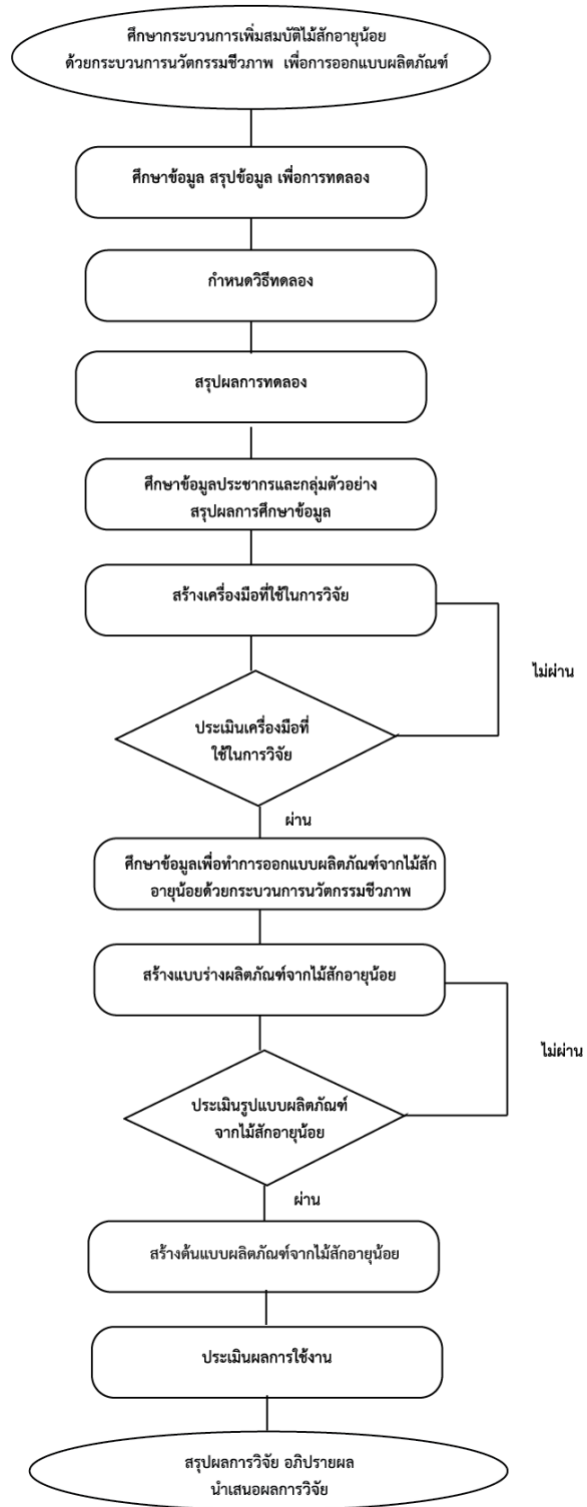 ศึกษากระบวนการเพิ่มสมบัติไม้สักอายุน้อย
ด้วยกระบวนการนวัตกรรมชีวภาพ เพื่อการออกแบบผลิตภัณฑ์
ศึกษาข้อมูล สรุปข้อมูล เพื่อการทดลอง
กำหนดวิธีทดลอง
สรุปผลการทดลอง
ศึกษาข้อมูลประชากรและกลุ่มตัวอย่าง
สรุปผลการศึกษาข้อมูล
สร้างเครื่องมือที่ใช้ในการวิจัย
ไม่ผ่าน
ประเมินเครื่องมือที่
ใช้ในการวิจัย
ผ่าน
ศึกษาข้อมูลเพื่อทำการออกแบบผลิตภัณฑ์จากไม้สัก
อายุน้อยด้วยกระบวนการนวัตกรรมชีวภาพ
สร้างแบบร่างผลิตภัณฑ์จากไม้สักอายุน้อย
ไม่ผ่าน
ประเมินรูปแบบผลิตภัณฑ์
จากไม้สักอายุน้อย
ผ่าน
สร้างต้นแบบผลิตภัณฑ์จากไม้สักอายุน้อย
ประเมินผลการใช้งาน
สรุปผลการวิจัย อภิปรายผล
นำเสนอผลการวิจัย